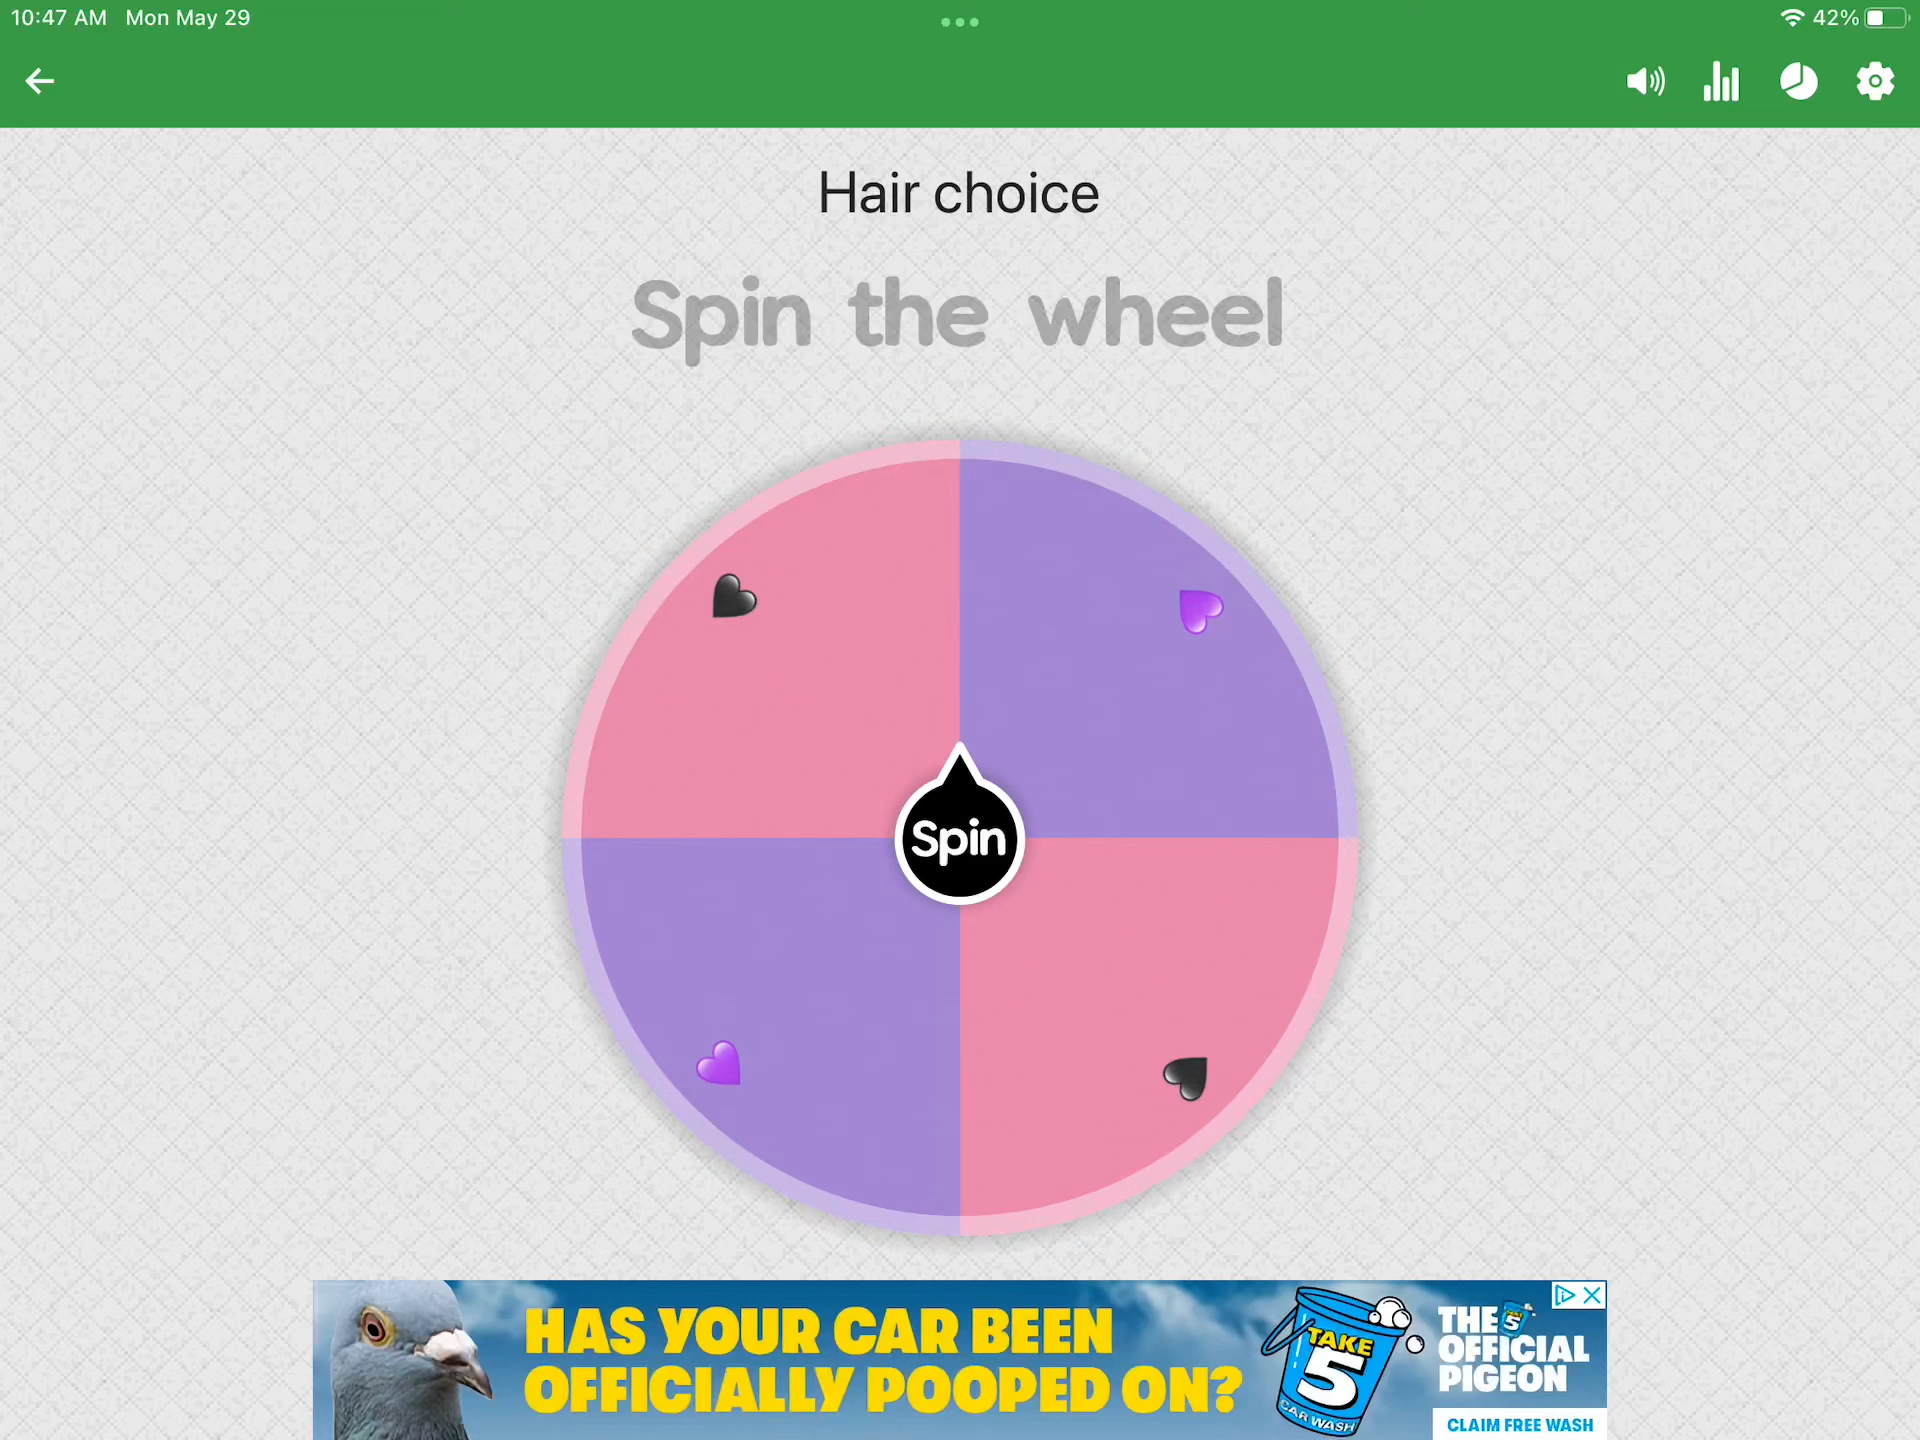 10:47 AM Mon May 29
42%
Hair choice
Spin the wheel
Spin
HAS YOUR CAR BEEN
OFFICIALLY POOPED ON?
TAKE
5
CAR WASH
THE 5
OFFICIAL
PIGEON
CLAIM FREE WASH